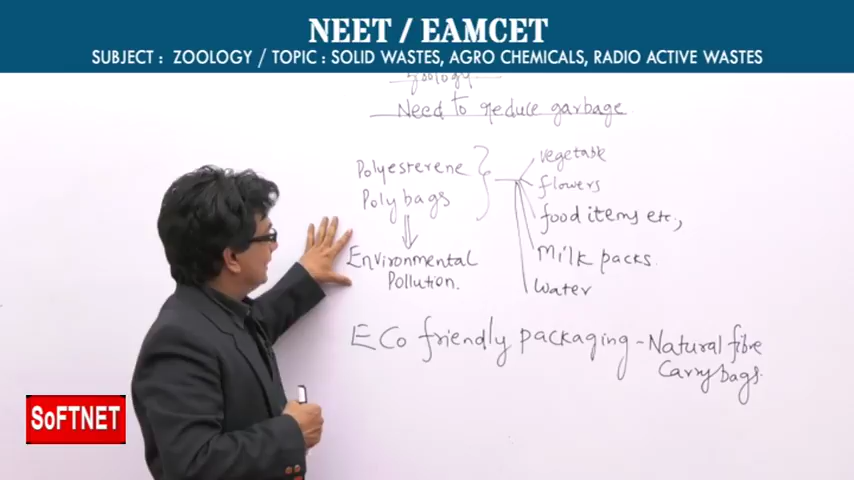 NEET / EAMCET
SUBJECT : ZOOLOGY / TOPIC : SOLID WASTES, AGRO CHEMICALS, RADIO ACTIVE WASTES
Zoology
Need to reduce garbage
Polyesterene
Poly bags
Environmental
Pollution.
vegetable
flowers
food items etc.,
Milk packs.
water
ECo friendly packaging - Natural fibre
Carry bags.
SoFTNET